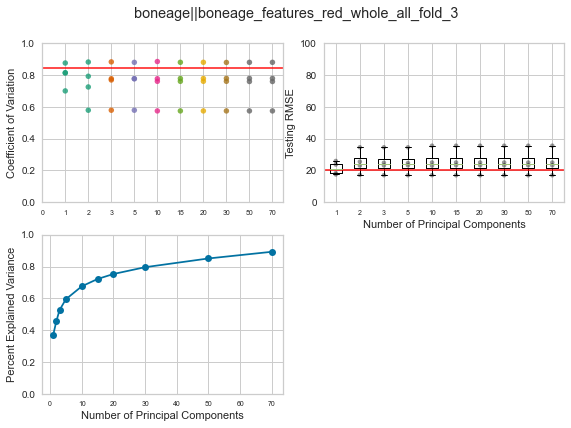 boneage||boneage_features_red_whole_all_fold_3
Coefficient of Variation
1.0
0.8
0.6
0.4
0.2
0.0
0 1 2 3 5 10 15 20 30 50 70
Testing RMSE
100
80
60
40
20
0
1 2 3 5 10 15 20 30 50 70
Number of Principal Components
Percent Explained Variance
1.0
0.8
0.6
0.4
0.2
0.0
0 10 20 30 40 50 60 70
Number of Principal Components